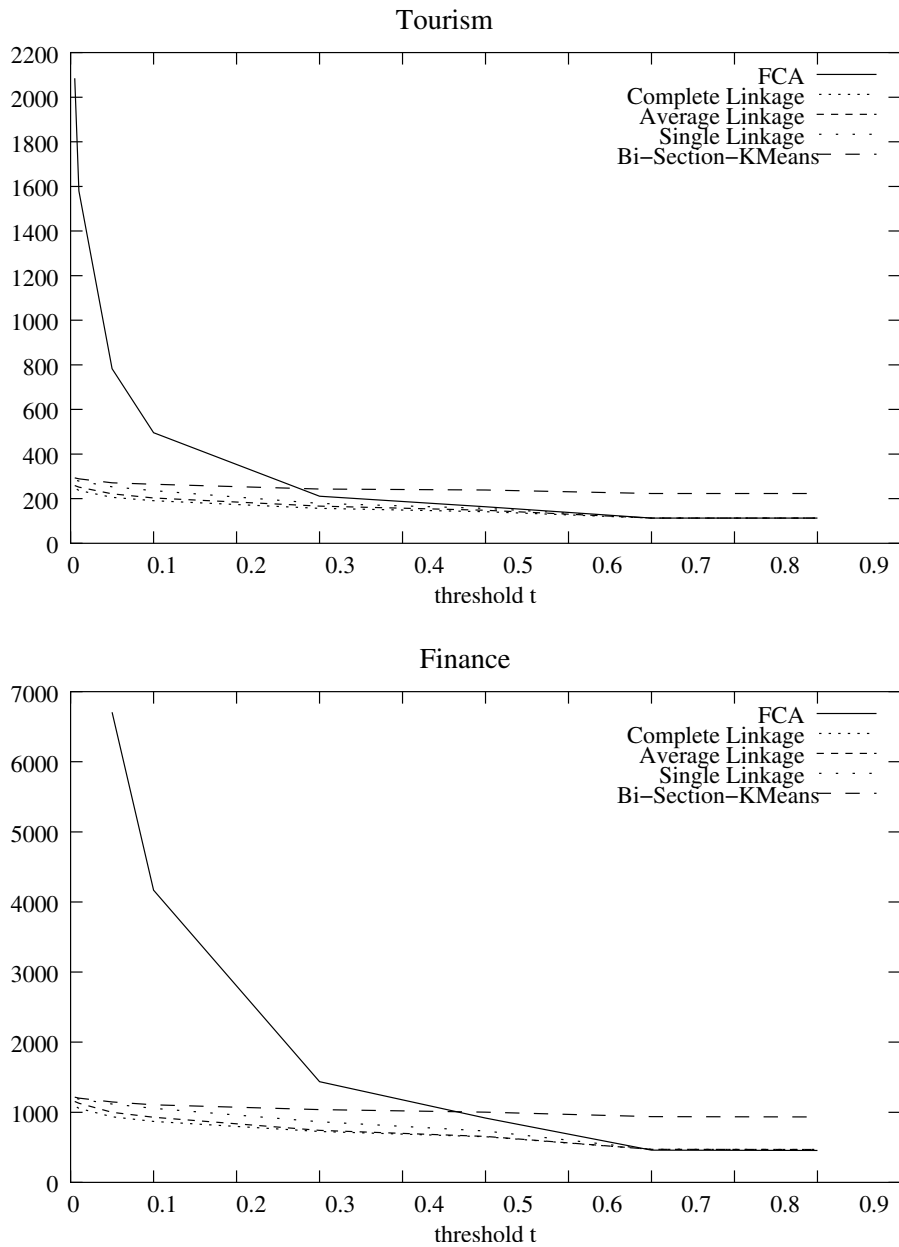 Tourism
2200
2000
1800
1600
1400
1200
1000
800
600
400
200
0
FCA
Complete Linkage
Average Linkage
Single Linkage
Bi−Section−KMeans
0 0.1 0.2 0.3 0.4 0.5 0.6 0.7 0.8 0.9
threshold t
Finance
7000
6000
5000
4000
3000
2000
1000
0
FCA
Complete Linkage
Average Linkage
Single Linkage
Bi−Section−KMeans
0 0.1 0.2 0.3 0.4 0.5 0.6 0.7 0.8 0.9
threshold t